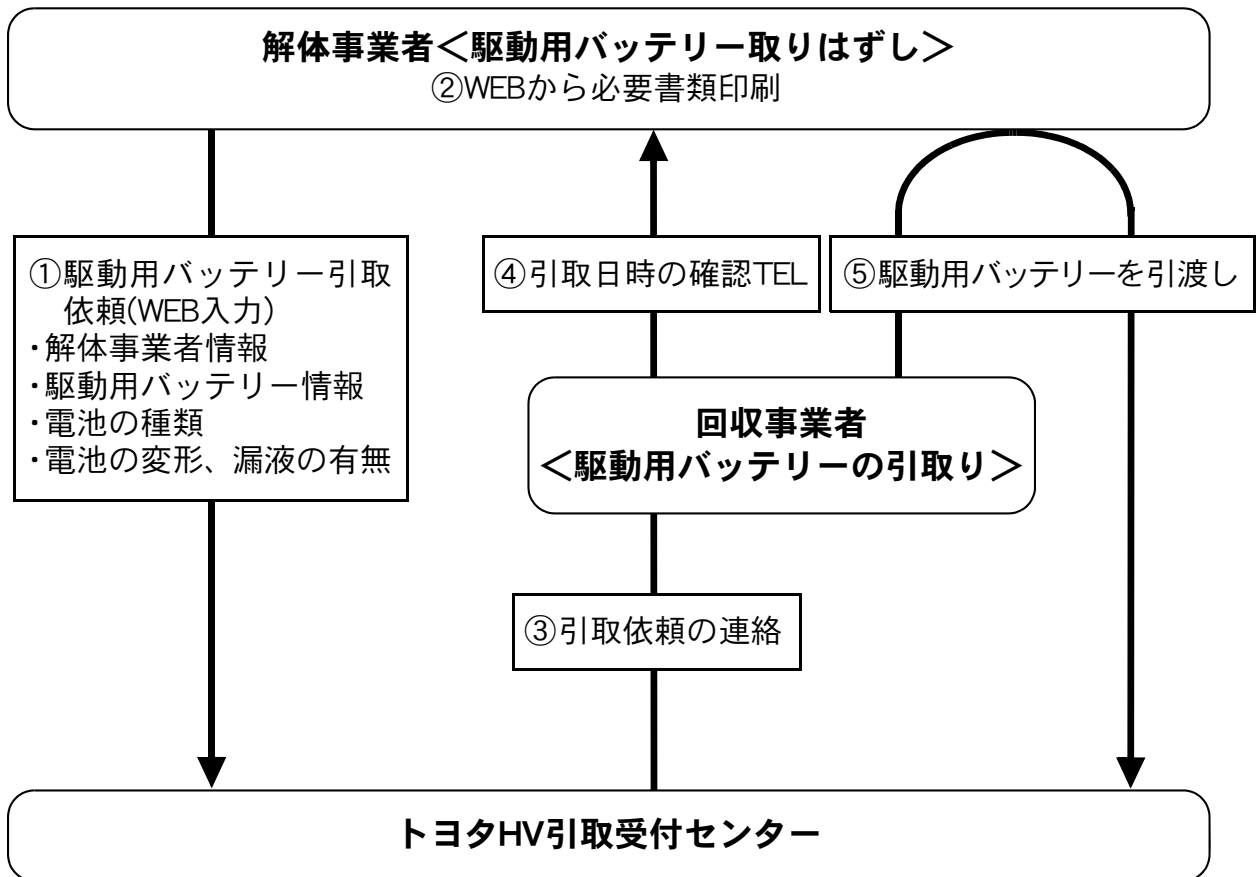 解体事業者＜駆動用バッテリー取りはずし＞
②WEBから必要書類印刷
①駆動用バッテリー引取
依頼(WEB入力)
・解体事業者情報
・駆動用バッテリー情報
・電池の種類
・電池の変形、漏液の有無
④引取日時の確認TEL
⑤駆動用バッテリーを引渡し
回収事業者
＜駆動用バッテリーの引取り＞
③引取依頼の連絡
トヨタHV引取受付センター